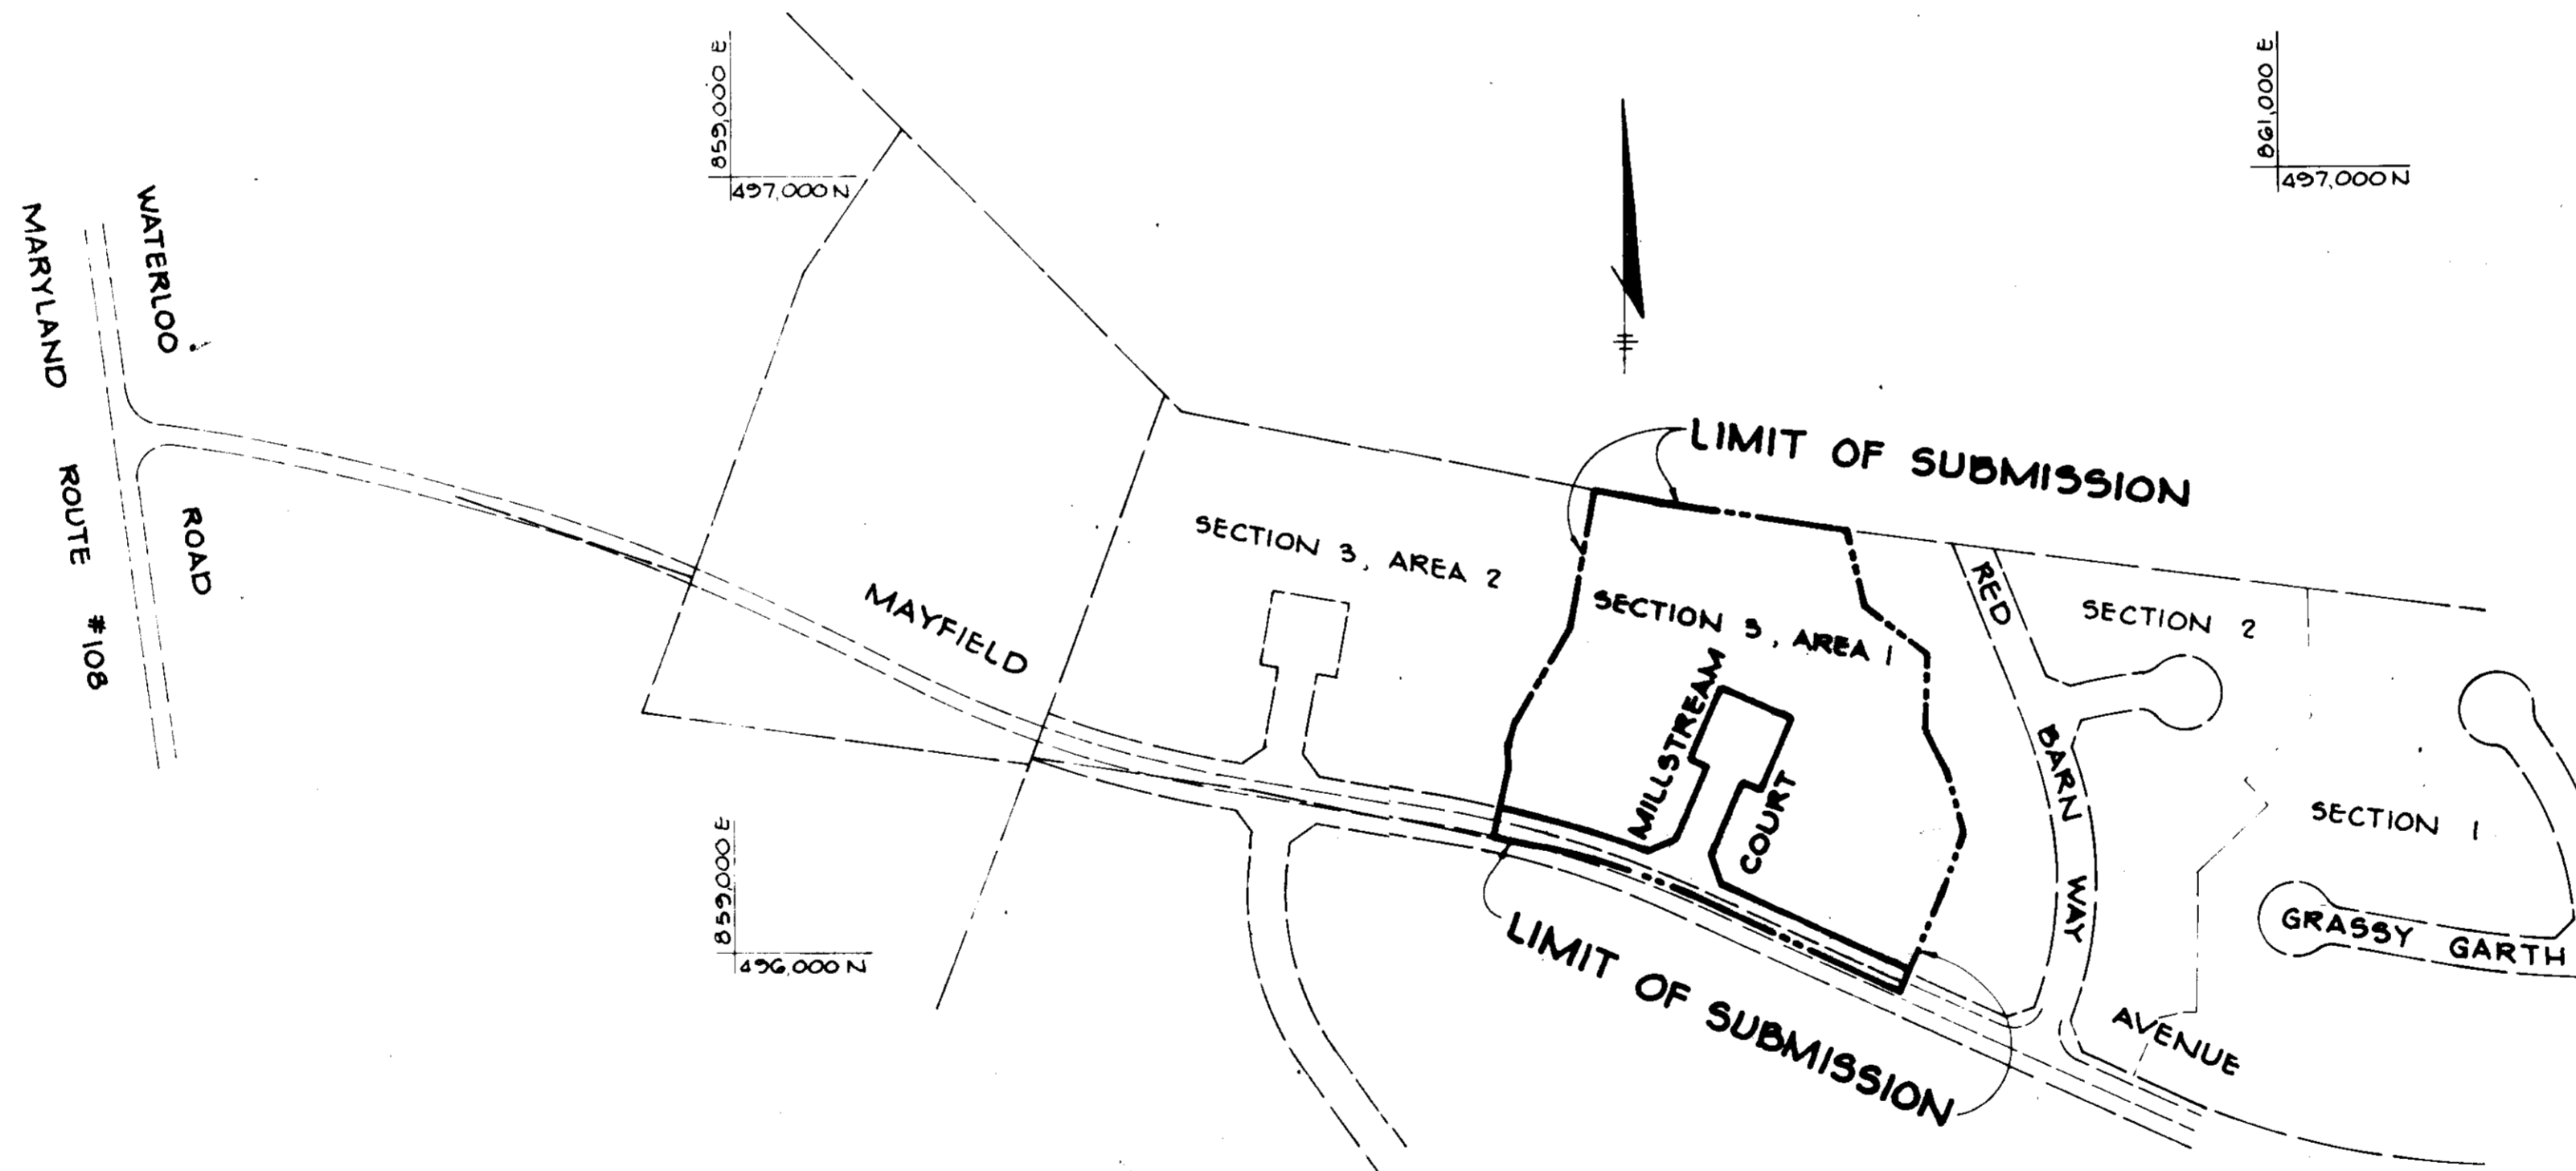 859,000 E
497,000 N
861,000 E
497,000 N
WATERLOO ROAD
MARYLAND ROUTE #108
LIMIT OF SUBMISSION
SECTION 3, AREA 2
SECTION 3, AREA 1
MAYFIELD AVENUE
MILLSTREAM COURT
RED BARN WAY
SECTION 2
SECTION 1
GRASSY GARTH
859,000 E
496,000 N
LIMIT OF SUBMISSION